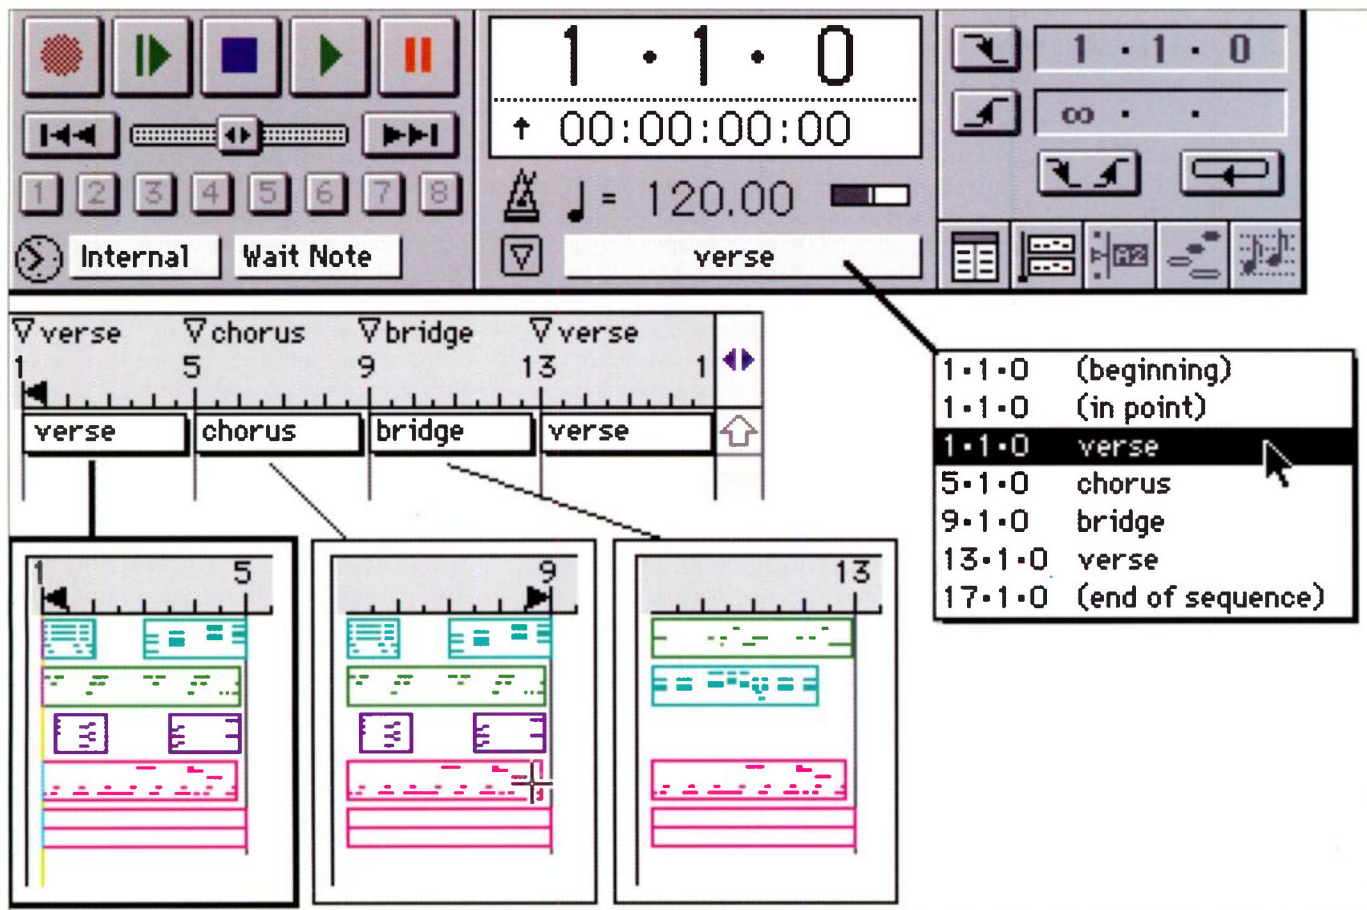 1 · 1 · 0
00:00:00:00
1 · 1 · 0
∞ · ·
1 2 3 4 5 6 7 8
= 120.00
Internal Wait Note
verse
A2
verse chorus bridge verse
1 5 9 13 1
verse chorus bridge verse
1·1·0 (beginning)
1·1·0 (in point)
1·1·0 verse
5·1·0 chorus
9·1·0 bridge
13·1·0 verse
17·1·0 (end of sequence)
1 5
9
13